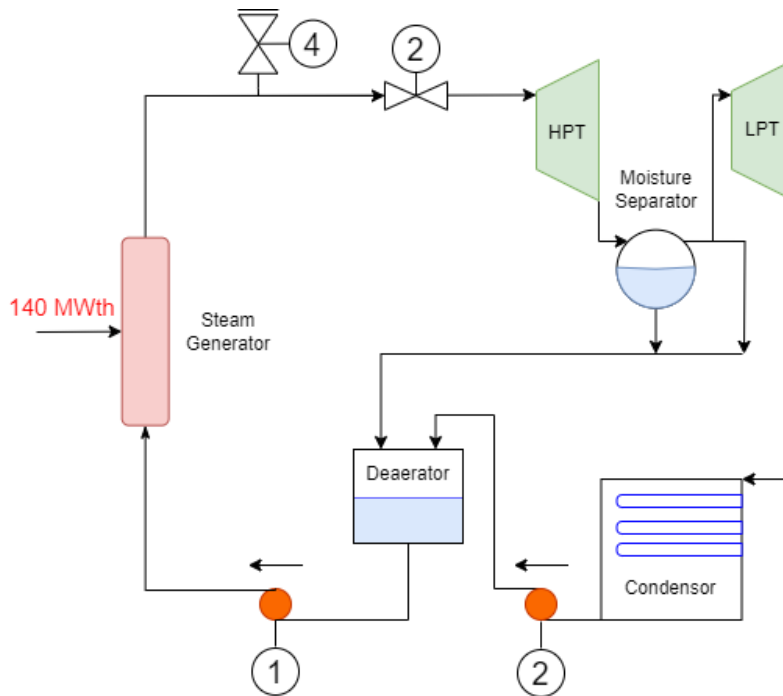 4
2
HPT
LPT
Moisture
Separator
140 MWth
Steam
Generator
Deaerator
Condensor
1
2